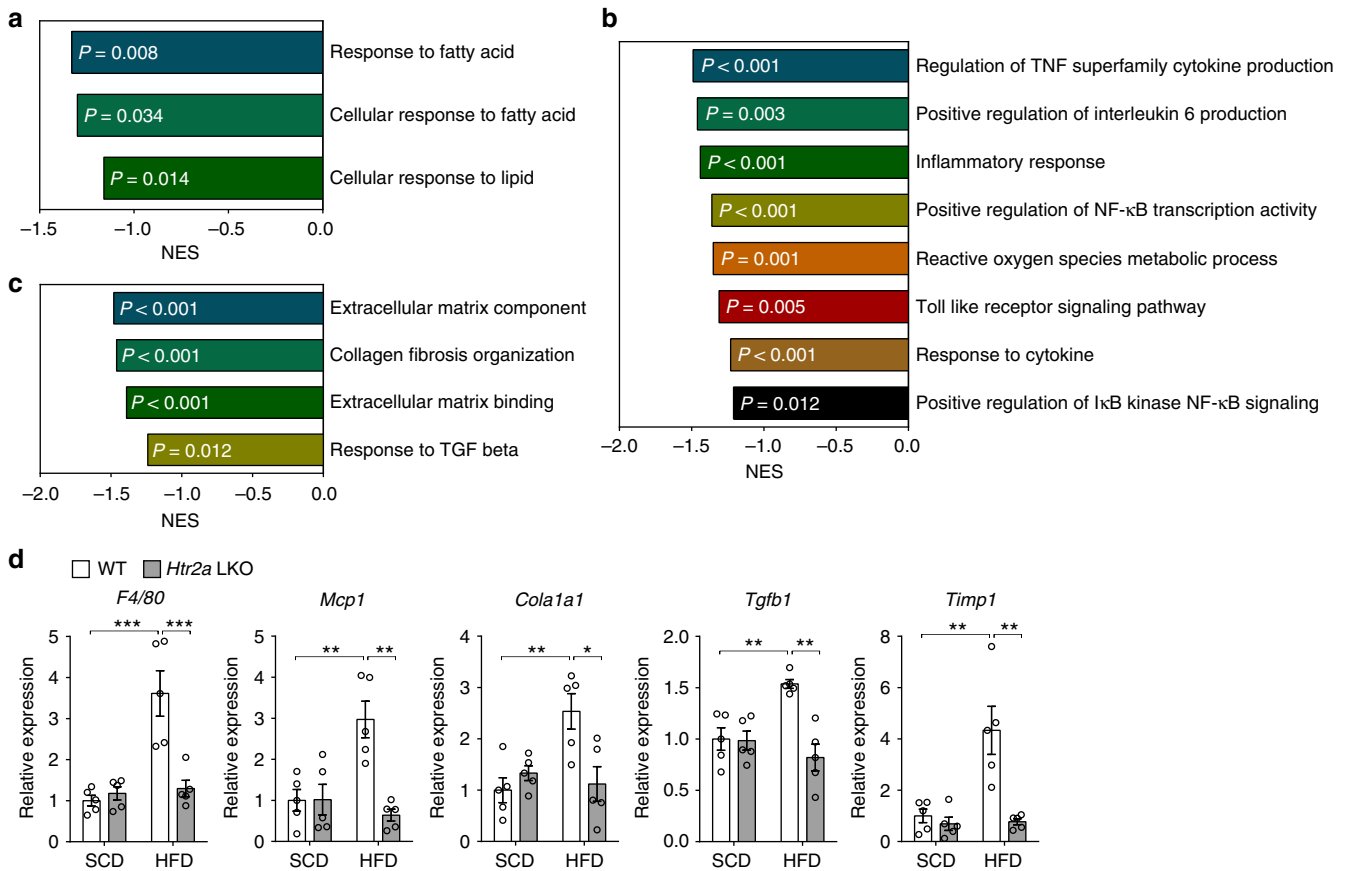 a
P = 0.008 Response to fatty acid
P = 0.034 Cellular response to fatty acid
P = 0.014 Cellular response to lipid
–1.5 –1.0 –0.5 0.0
NES
b
P < 0.001 Regulation of TNF superfamily cytokine production
P = 0.003 Positive regulation of interleukin 6 production
P < 0.001 Inflammatory response
P < 0.001 Positive regulation of NF-κB transcription activity
P = 0.001 Reactive oxygen species metabolic process
P = 0.005 Toll like receptor signaling pathway
P < 0.001 Response to cytokine
P = 0.012 Positive regulation of IκB kinase NF-κB signaling
–2.0 –1.5 –1.0 –0.5 0.0
NES
c
P < 0.001 Extracellular matrix component
P < 0.001 Collagen fibrosis organization
P < 0.001 Extracellular matrix binding
P = 0.012 Response to TGF beta
–2.0 –1.5 –1.0 –0.5 0.0
NES
d
WT Htr2a LKO
F4/80
*** ***
Relative expression
5
4
3
2
1
0
SCD HFD
Mcp1
** **
Relative expression
5
4
3
2
1
0
SCD HFD
Cola1a1
** *
Relative expression
4
3
2
1
0
SCD HFD
Tgfb1
** **
Relative expression
2.0
1.5
1.0
0.5
0.0
SCD HFD
Timp1
** **
Relative expression
8
6
4
2
0
SCD HFD